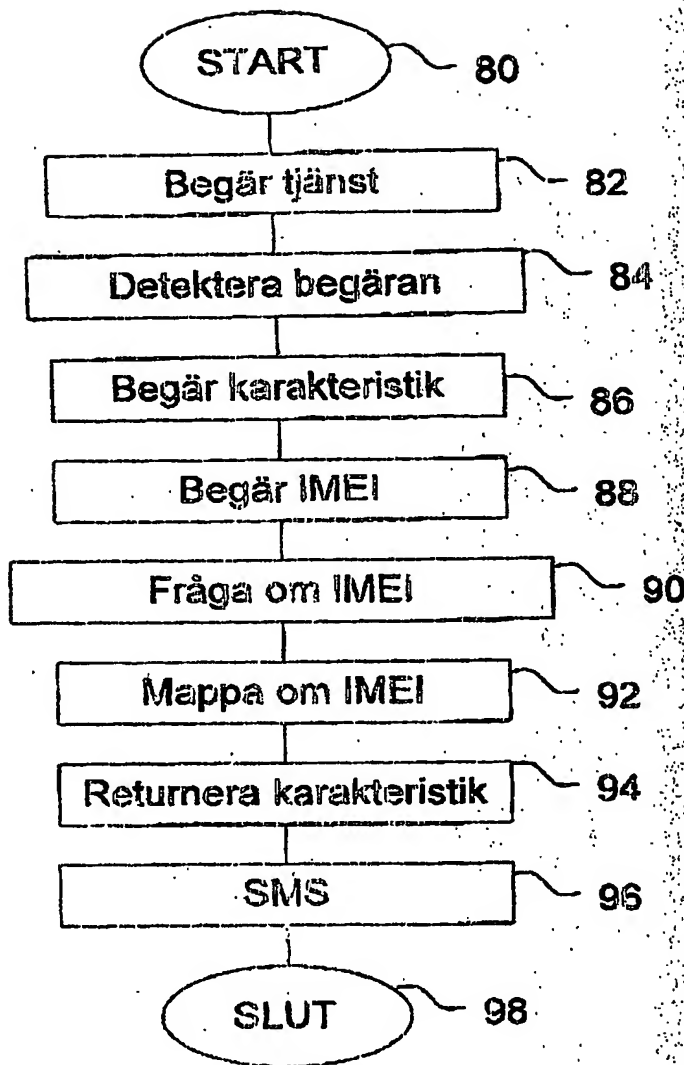 START 80
Begär tjänst 82
Detektera begäran 84
Begär karakteristik 86
Begär IMEI 88
Fråga om IMEI 90
Mappa om IMEI 92
Returnera karakteristik 94
SMS 96
SLUT 98